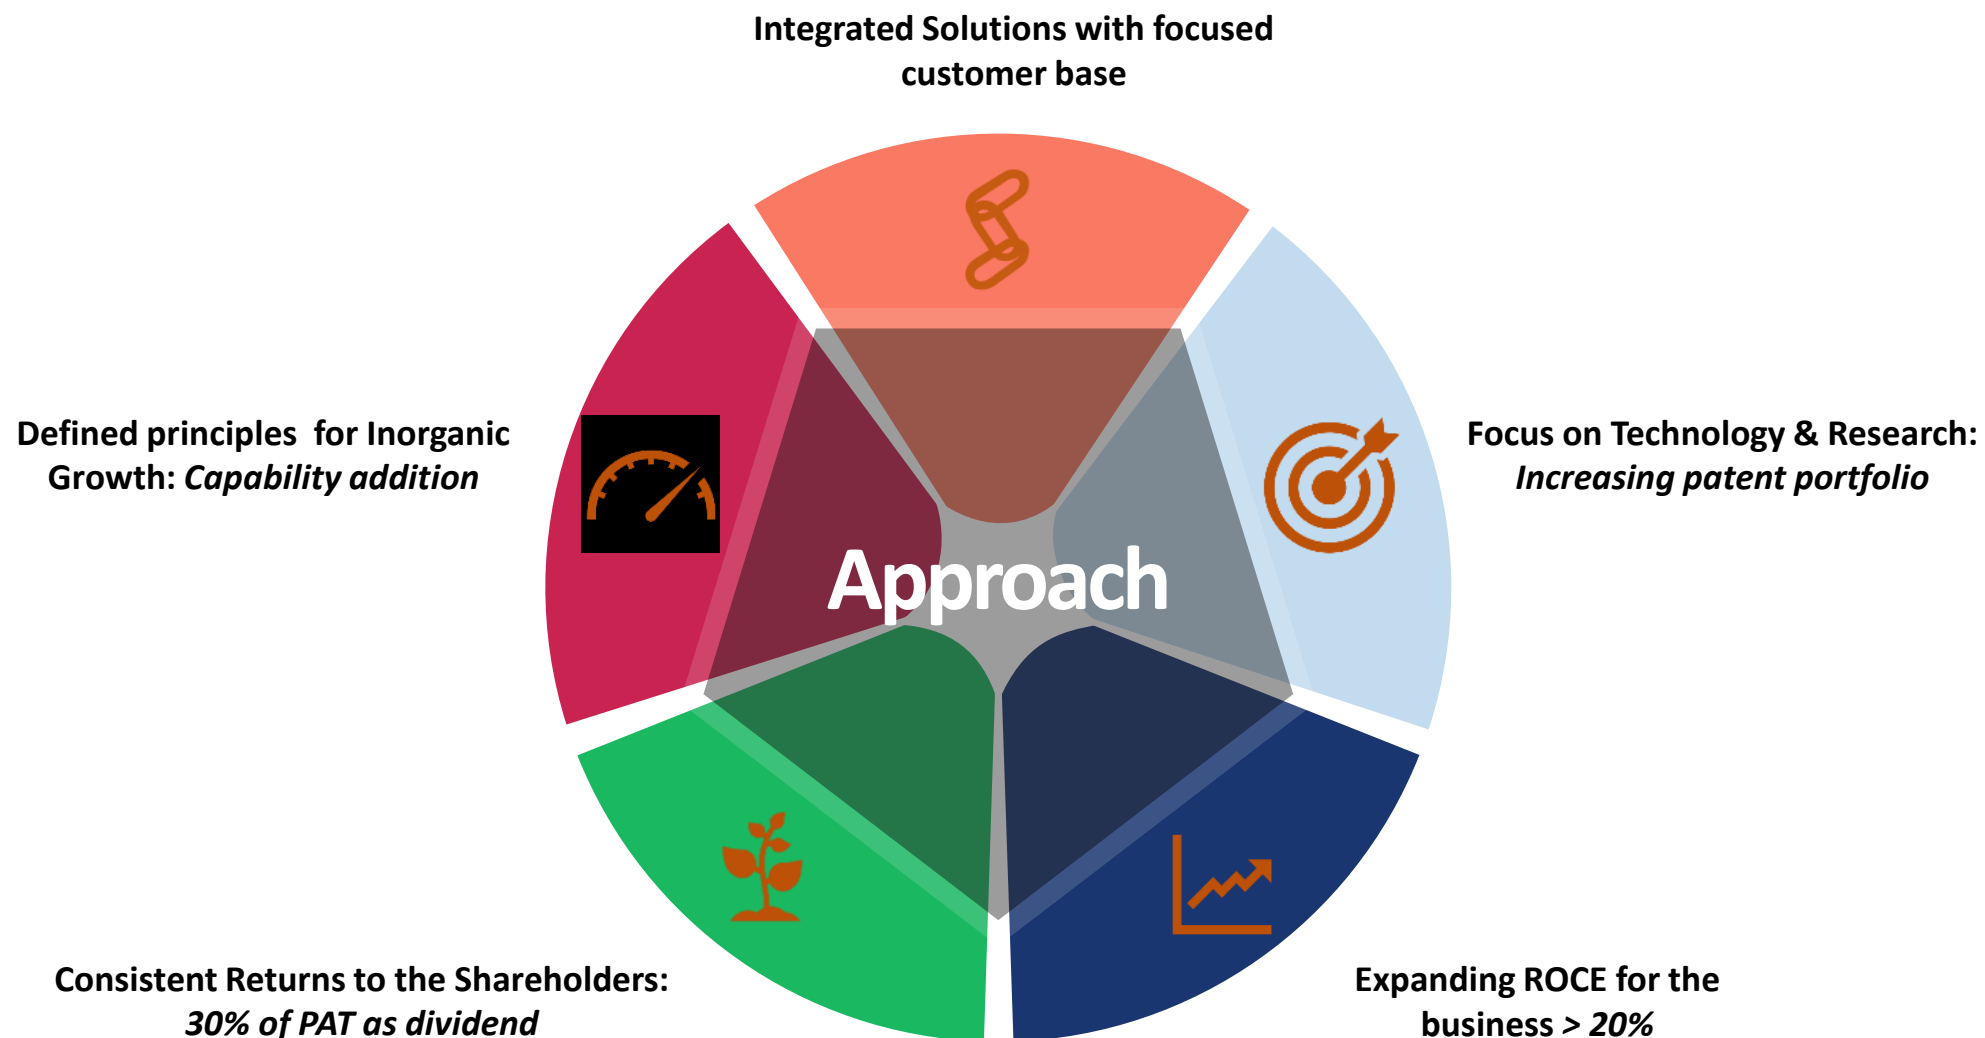 Integrated Solutions with focused
customer base
Defined principles for Inorganic
Growth: Capability addition
Focus on Technology & Research:
Increasing patent portfolio
Approach
Consistent Returns to the Shareholders:
30% of PAT as dividend
Expanding ROCE for the
business > 20%